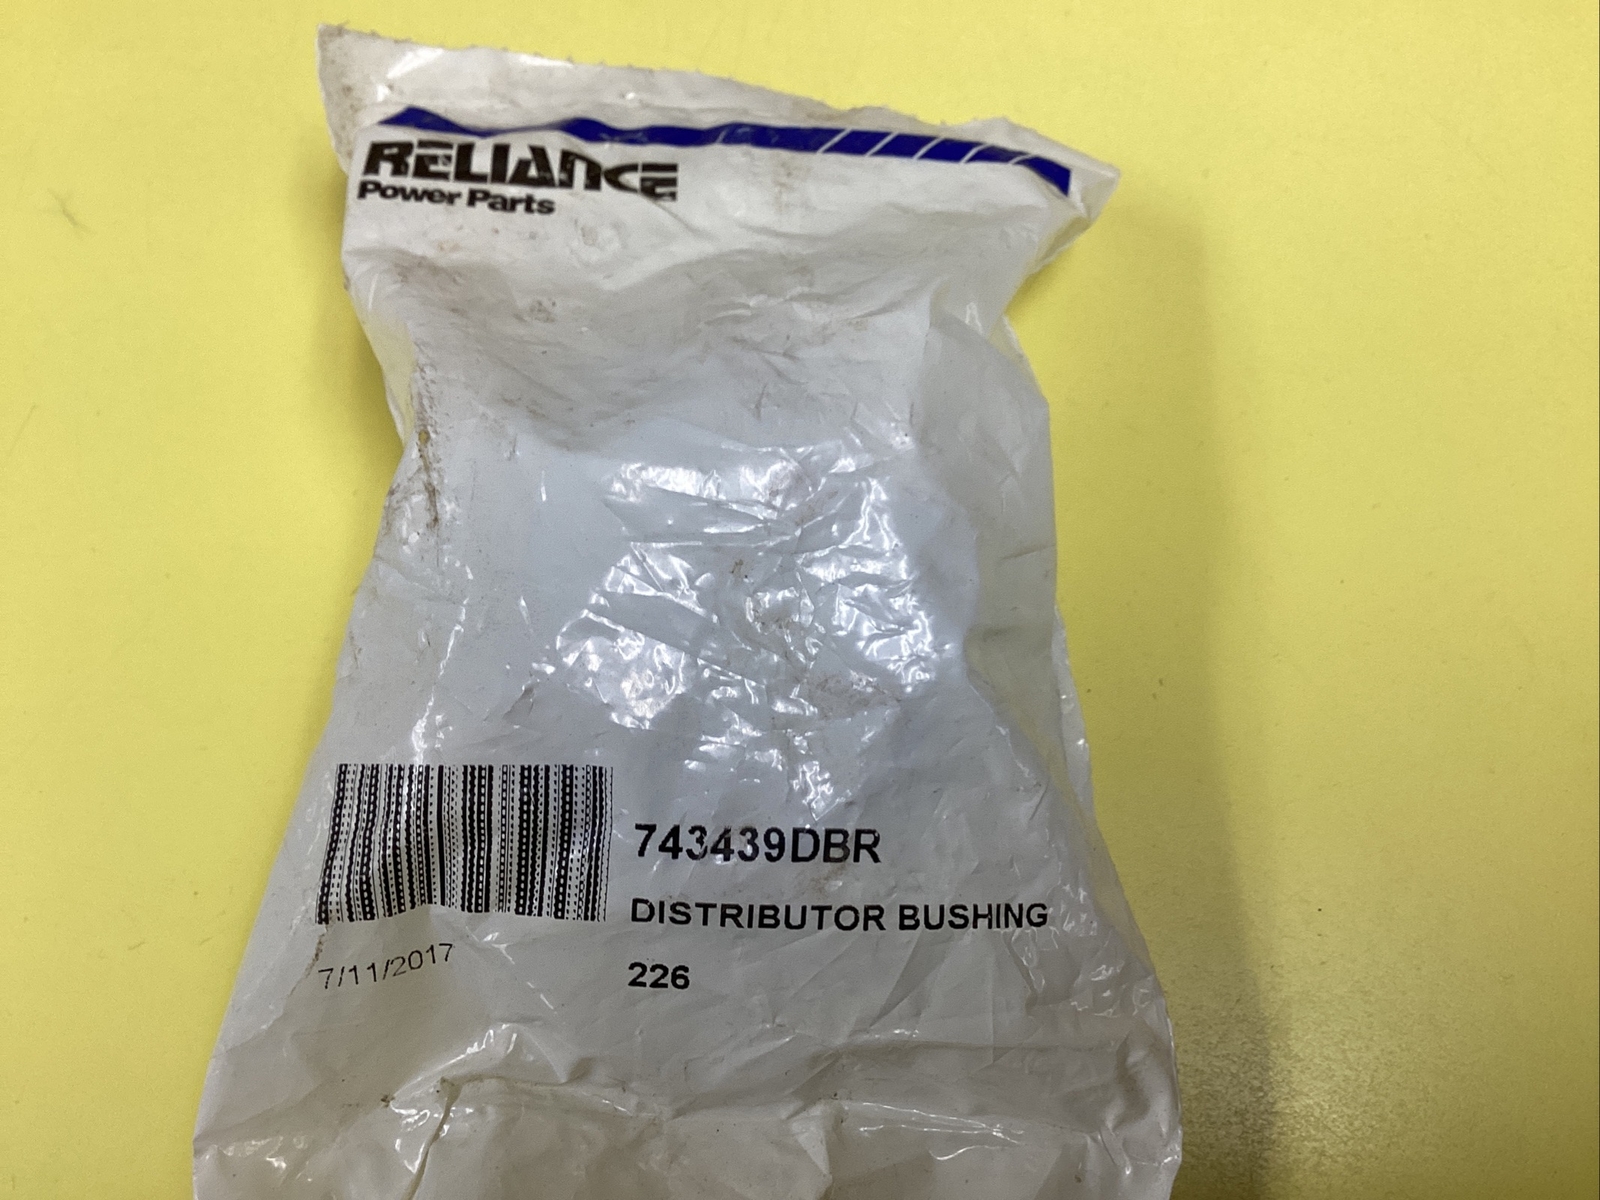 RELIANCE
Power Parts
743439DBR
DISTRIBUTOR BUSHING
7/11/2017
226